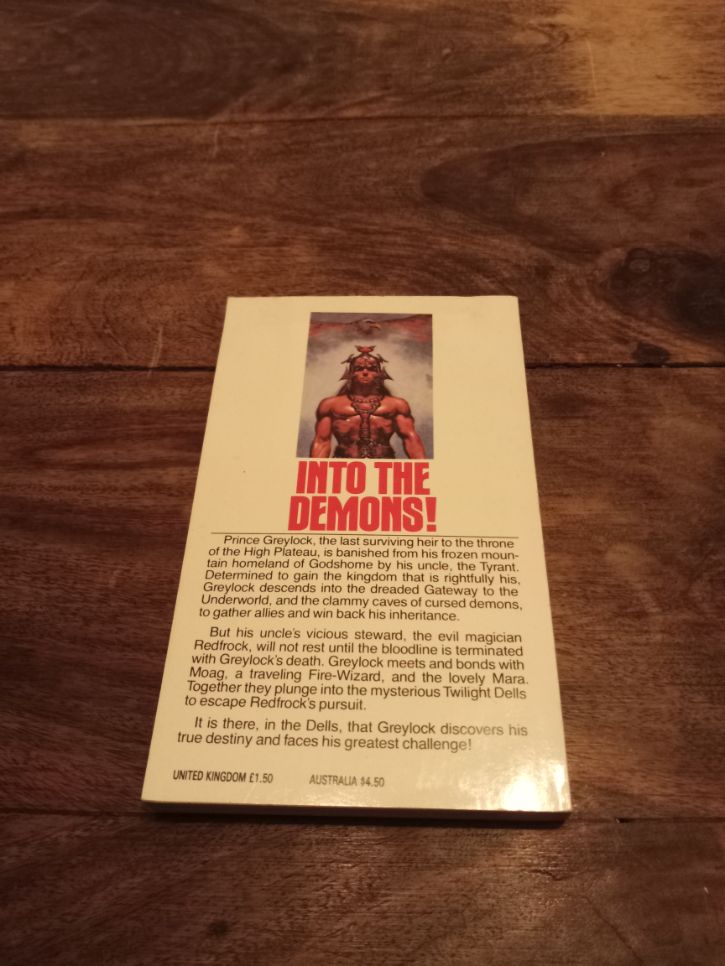 INTO THE
DEMONS!
Prince Greylock, the last surviving heir to the throne
of the High Plateau, is banished from his frozen moun-
tain homeland of Godshome by his uncle, the Tyrant.
Determined to gain the kingdom that is rightfully his,
Greylock descends into the dreaded Gateway to the
Underworld, and the clammy caves of cursed demons,
to gather allies and win back his inheritance.
But his uncle's vicious steward, the evil magician
Redfrock, will not rest until the bloodline is terminated
with Greylock's death. Greylock meets and bonds with
Moag, a traveling Fire-Wizard, and the lovely Mara.
Together they plunge into the mysterious Twilight Dells
to escape Redfrock's pursuit.
It is there, in the Dells, that Greylock discovers his
true destiny and faces his greatest challenge!
UNITED KINGDOM £1.50 AUSTRALIA $4.50